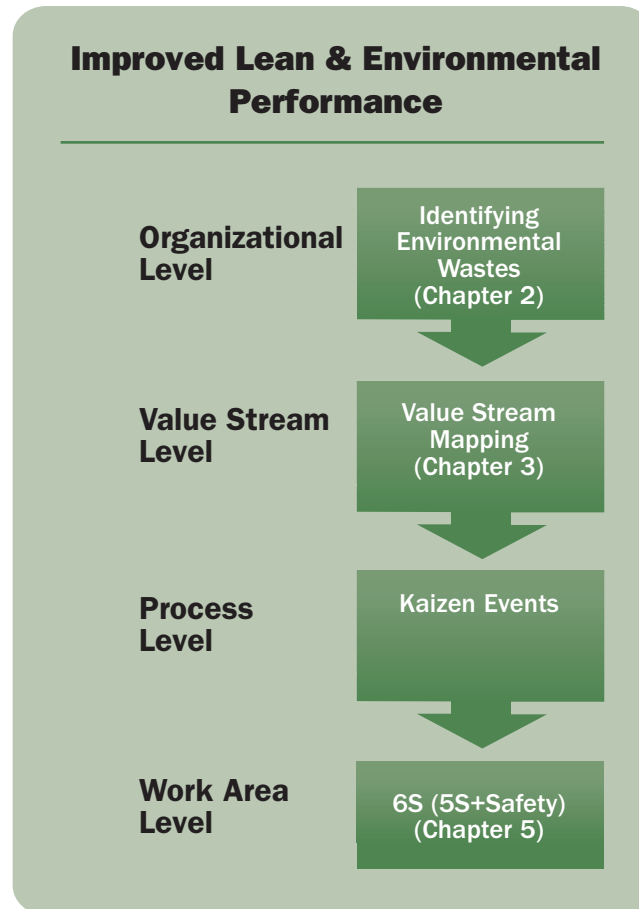 Improved Lean & Environmental
Performance
Organizational
Level
Identifying
Environmental
Wastes
(Chapter 2)
Value Stream
Level
Value Stream
Mapping
(Chapter 3)
Process
Level
Kaizen Events
Work Area
Level
6S (5S+Safety)
(Chapter 5)